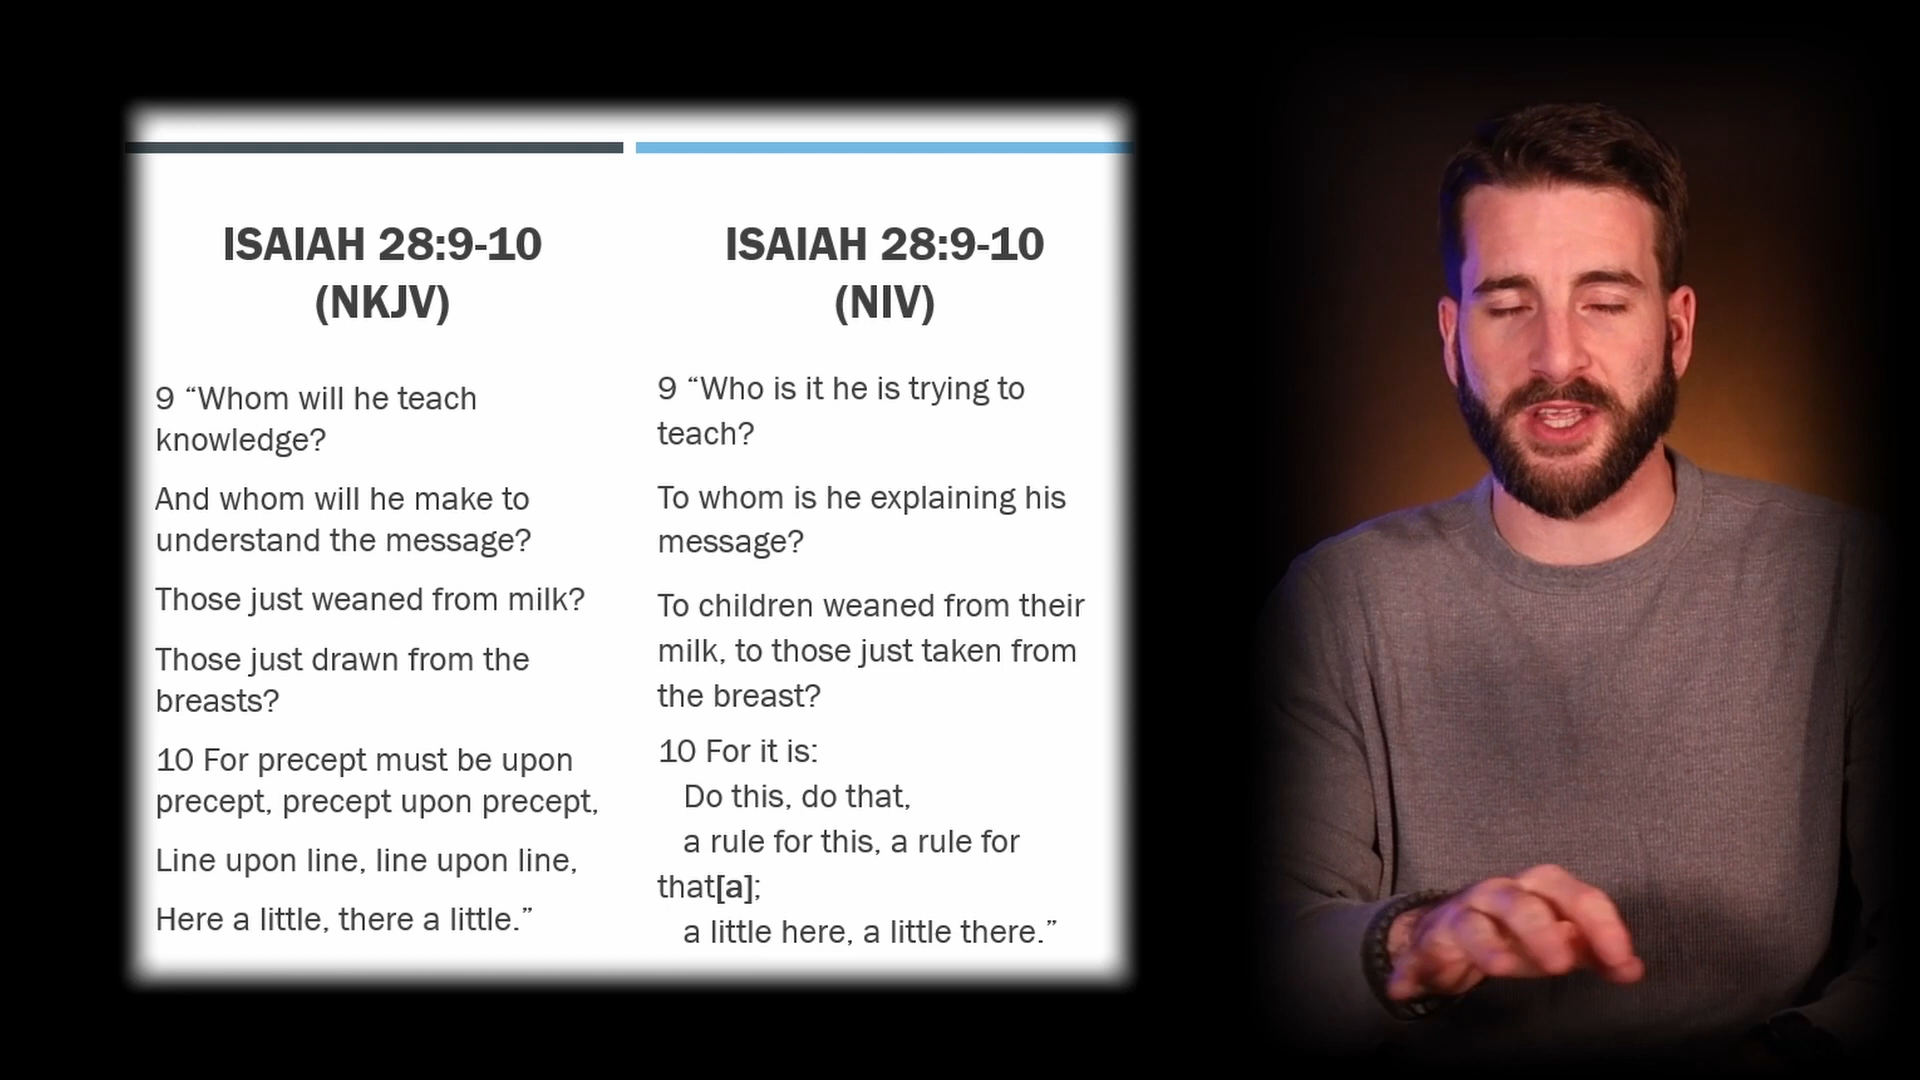 ISAIAH 28:9-10
(NKJV)
9 “Whom will he teach
knowledge?
And whom will he make to
understand the message?
Those just weaned from milk?
Those just drawn from the
breasts?
10 For precept must be upon
precept, precept upon precept,
Line upon line, line upon line,
Here a little, there a little.”
ISAIAH 28:9-10
(NIV)
9 “Who is it he is trying to
teach?
To whom is he explaining his
message?
To children weaned from their
milk, to those just taken from
the breast?
10 For it is:
Do this, do that,
a rule for this, a rule for
that[a];
a little here, a little there.”